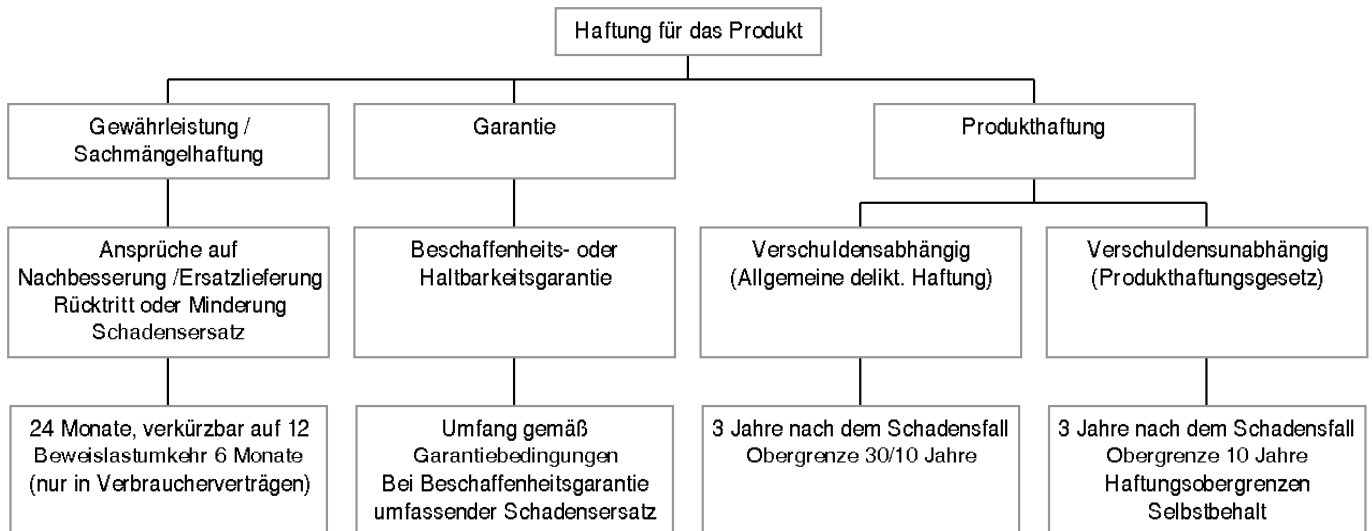 Haftung für das Produkt
Gewährleistung /
Sachmängelhaftung
Garantie
Produkthaftung
Ansprüche auf
Nachbesserung /Ersatzlieferung
Rücktritt oder Minderung
Schadensersatz
Beschaffenheits- oder
Haltbarkeitsgarantie
Verschuldensabhängig
(Allgemeine delikt. Haftung)
Verschuldensunabhängig
(Produkthaftungsgesetz)
24 Monate, verkürzbar auf 12
Beweislastumkehr 6 Monate
(nur in Verbraucherverträgen)
Umfang gemäß
Garantiebedingungen
Bei Beschaffenheitsgarantie
umfassender Schadensersatz
3 Jahre nach dem Schadensfall
Obergrenze 30/10 Jahre
3 Jahre nach dem Schadensfall
Obergrenze 10 Jahre
Haftungsobergrenzen
Selbstbehalt